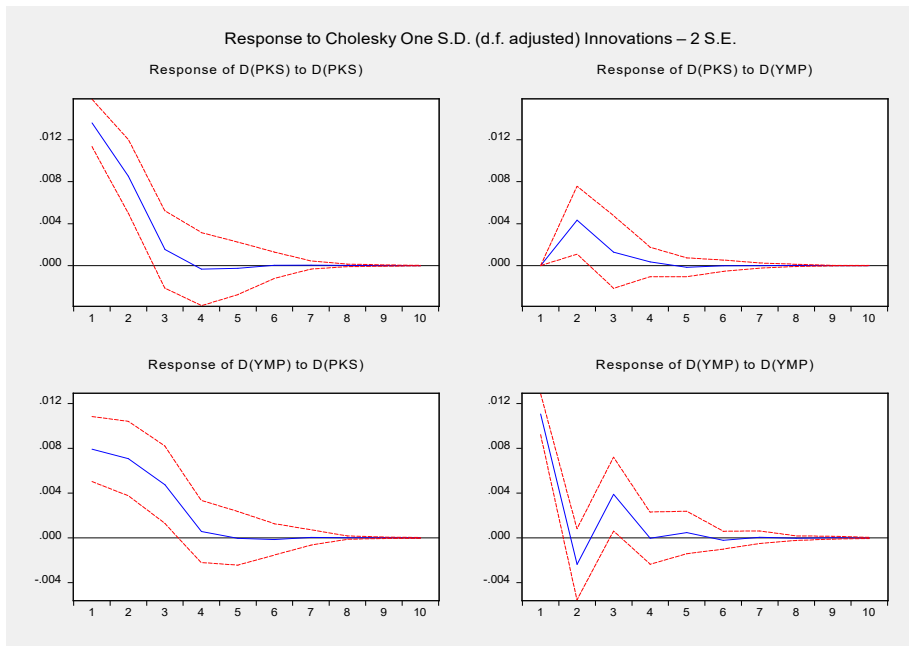 Response to Cholesky One S.D. (d.f. adjusted) Innovations – 2 S.E.
Response of D(PKS) to D(PKS)
.012
.008
.004
.000
1 2 3 4 5 6 7 8 9 10
Response of D(PKS) to D(YMP)
.012
.008
.004
.000
1 2 3 4 5 6 7 8 9 10
Response of D(YMP) to D(PKS)
.012
.008
.004
.000
-.004
1 2 3 4 5 6 7 8 9 10
Response of D(YMP) to D(YMP)
.012
.008
.004
.000
-.004
1 2 3 4 5 6 7 8 9 10